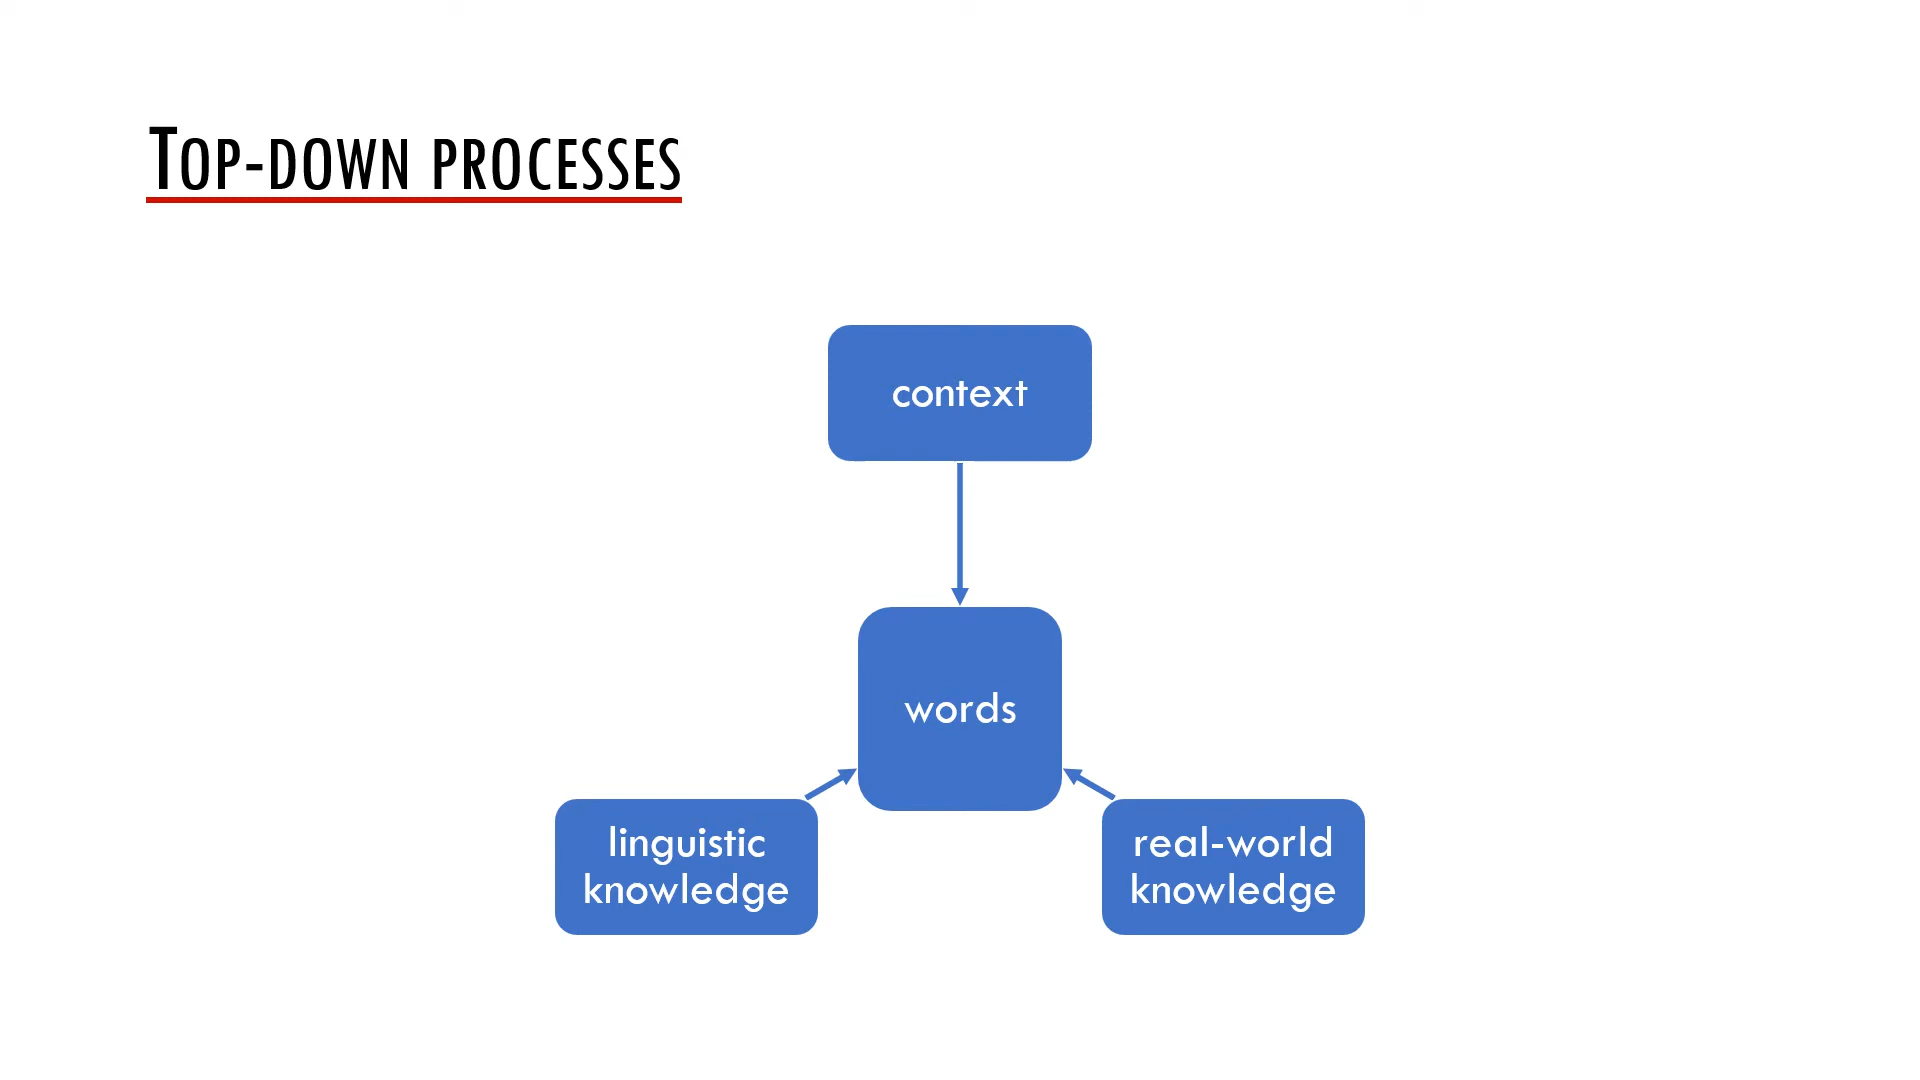 Top-down processes
context
words
linguistic
knowledge
real-world
knowledge